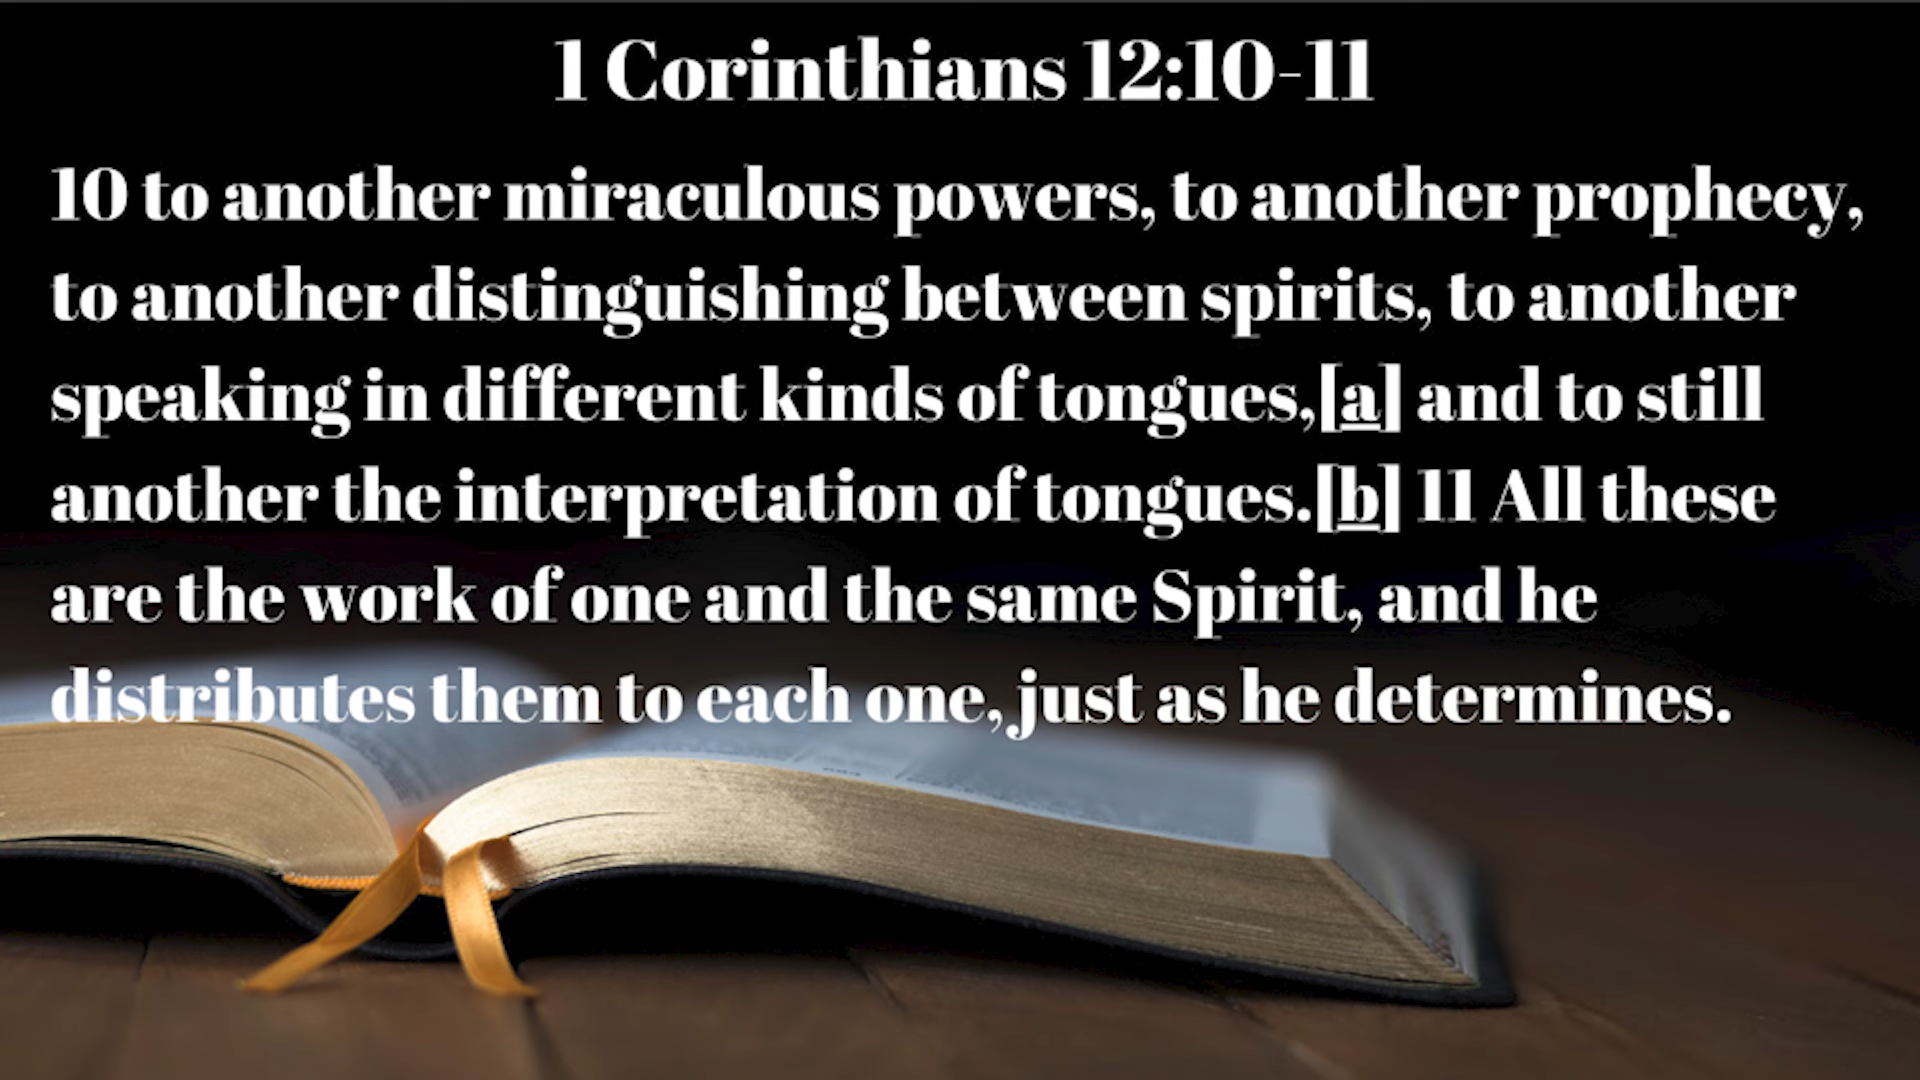 1 Corinthians 12:10-11
10 to another miraculous powers, to another prophecy,
to another distinguishing between spirits, to another
speaking in different kinds of tongues,[a] and to still
another the interpretation of tongues.[b] 11 All these
are the work of one and the same Spirit, and he
distributes them to each one, just as he determines.